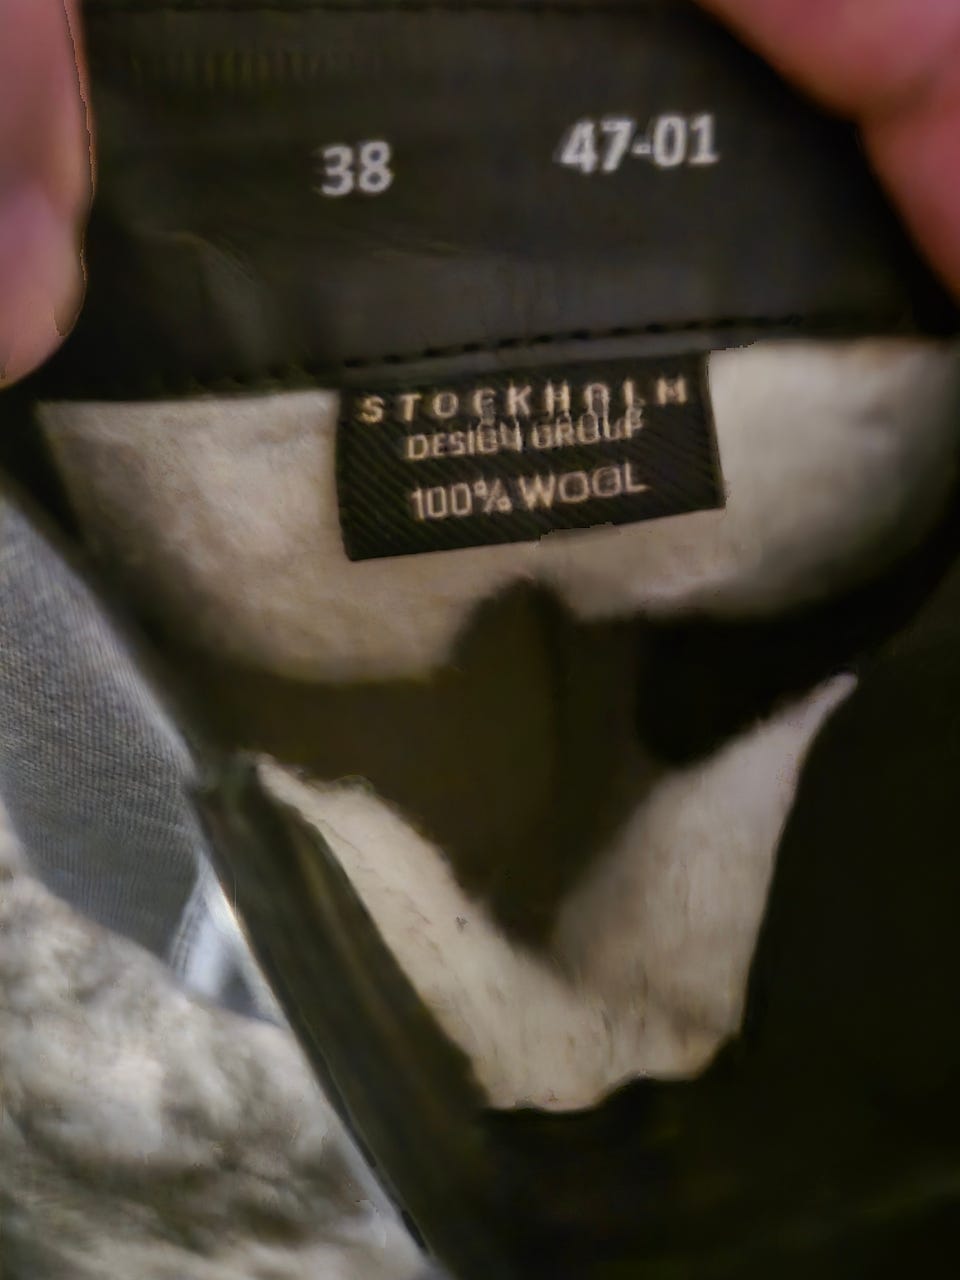 38 47-01
STOCKHOLM
DESIGN GROUP
100% WOOL